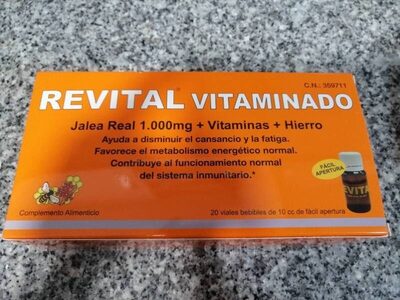 C.N.: 359711
REVITAL® VITAMINADO
Jalea Real 1.000mg + Vitaminas + Hierro
Ayuda a disminuir el cansancio y la fatiga.
Favorece el metabolismo energético normal.
Contribuye al funcionamiento normal
del sistema inmunitario.*
FÁCIL
APERTURA
REVITAL
Complemento Alimenticio
20 viales bebibles de 10 cc de fácil apertura